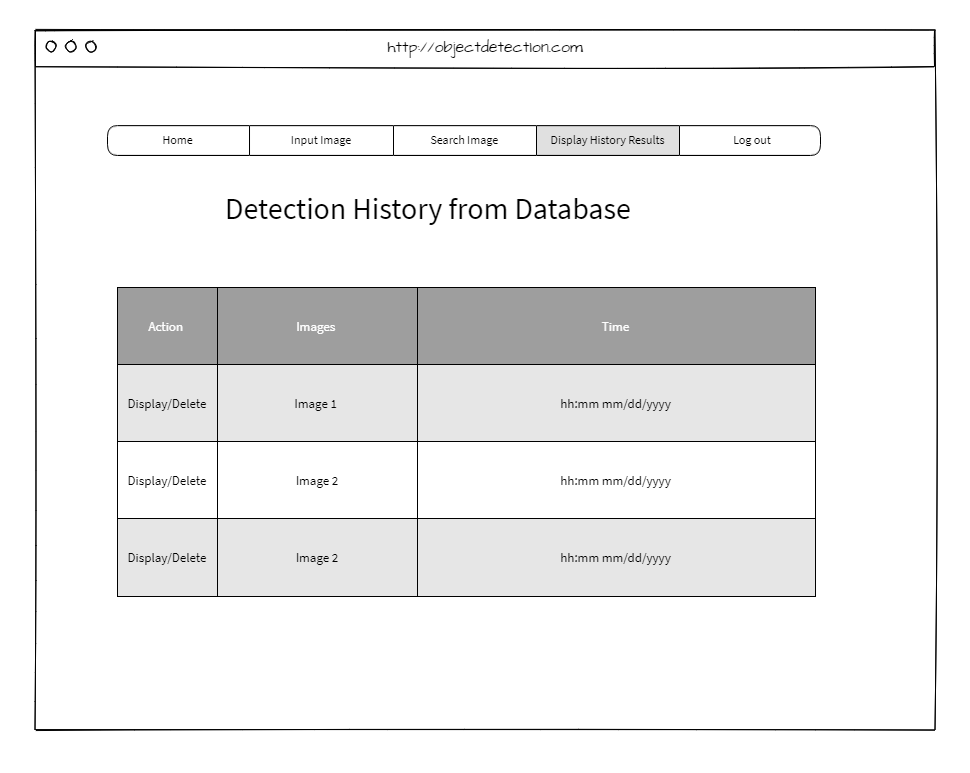 http://objectdetection.com
Home Input Image Search Image Display History Results Log out
Detection History from Database
Action Images Time
Display/Delete Image 1 hh:mm mm/dd/yyyy
Display/Delete Image 2 hh:mm mm/dd/yyyy
Display/Delete Image 2 hh:mm mm/dd/yyyy